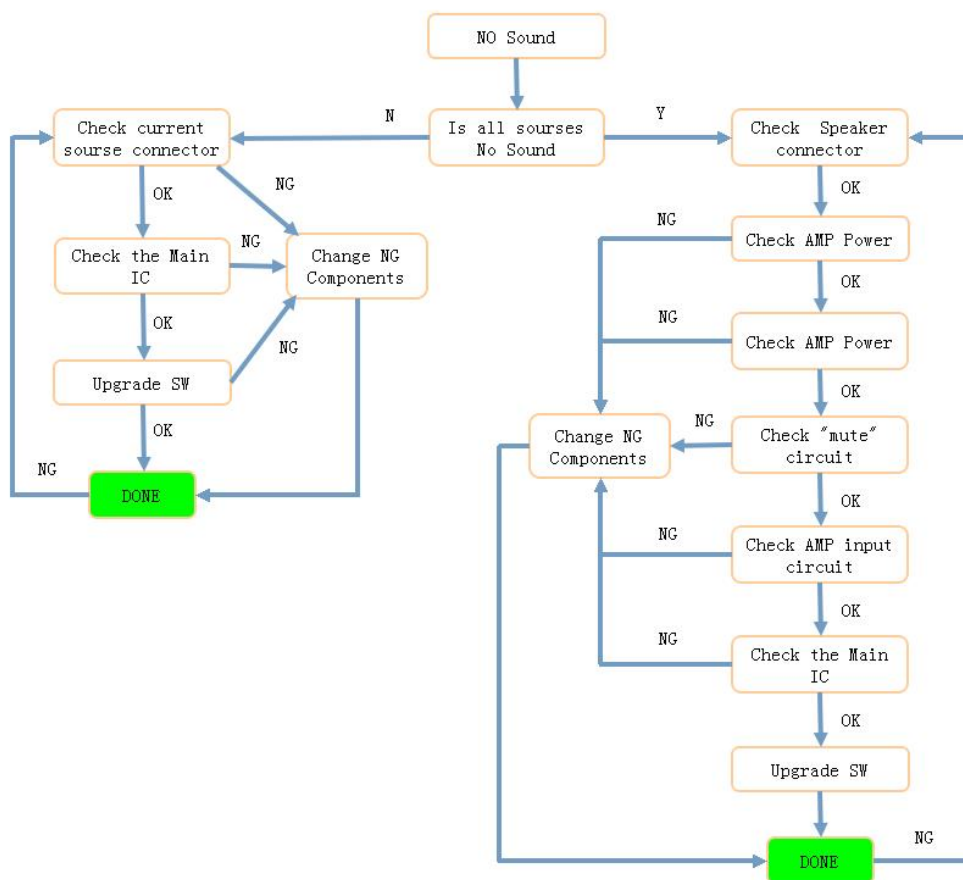 NO Sound
Is all sourses
No Sound
N
Y
Check current
sourse connector
OK
NG
Check the Main
IC
NG
Change NG
Components
OK
NG
Upgrade SW
OK
NG
DONE
Check Speaker
connector
OK
NG
Check AMP Power
OK
NG
Check AMP Power
OK
Change NG
Components
NG
Check "mute"
circuit
OK
NG
Check AMP input
circuit
OK
NG
Check the Main
IC
OK
Upgrade SW
DONE
NG